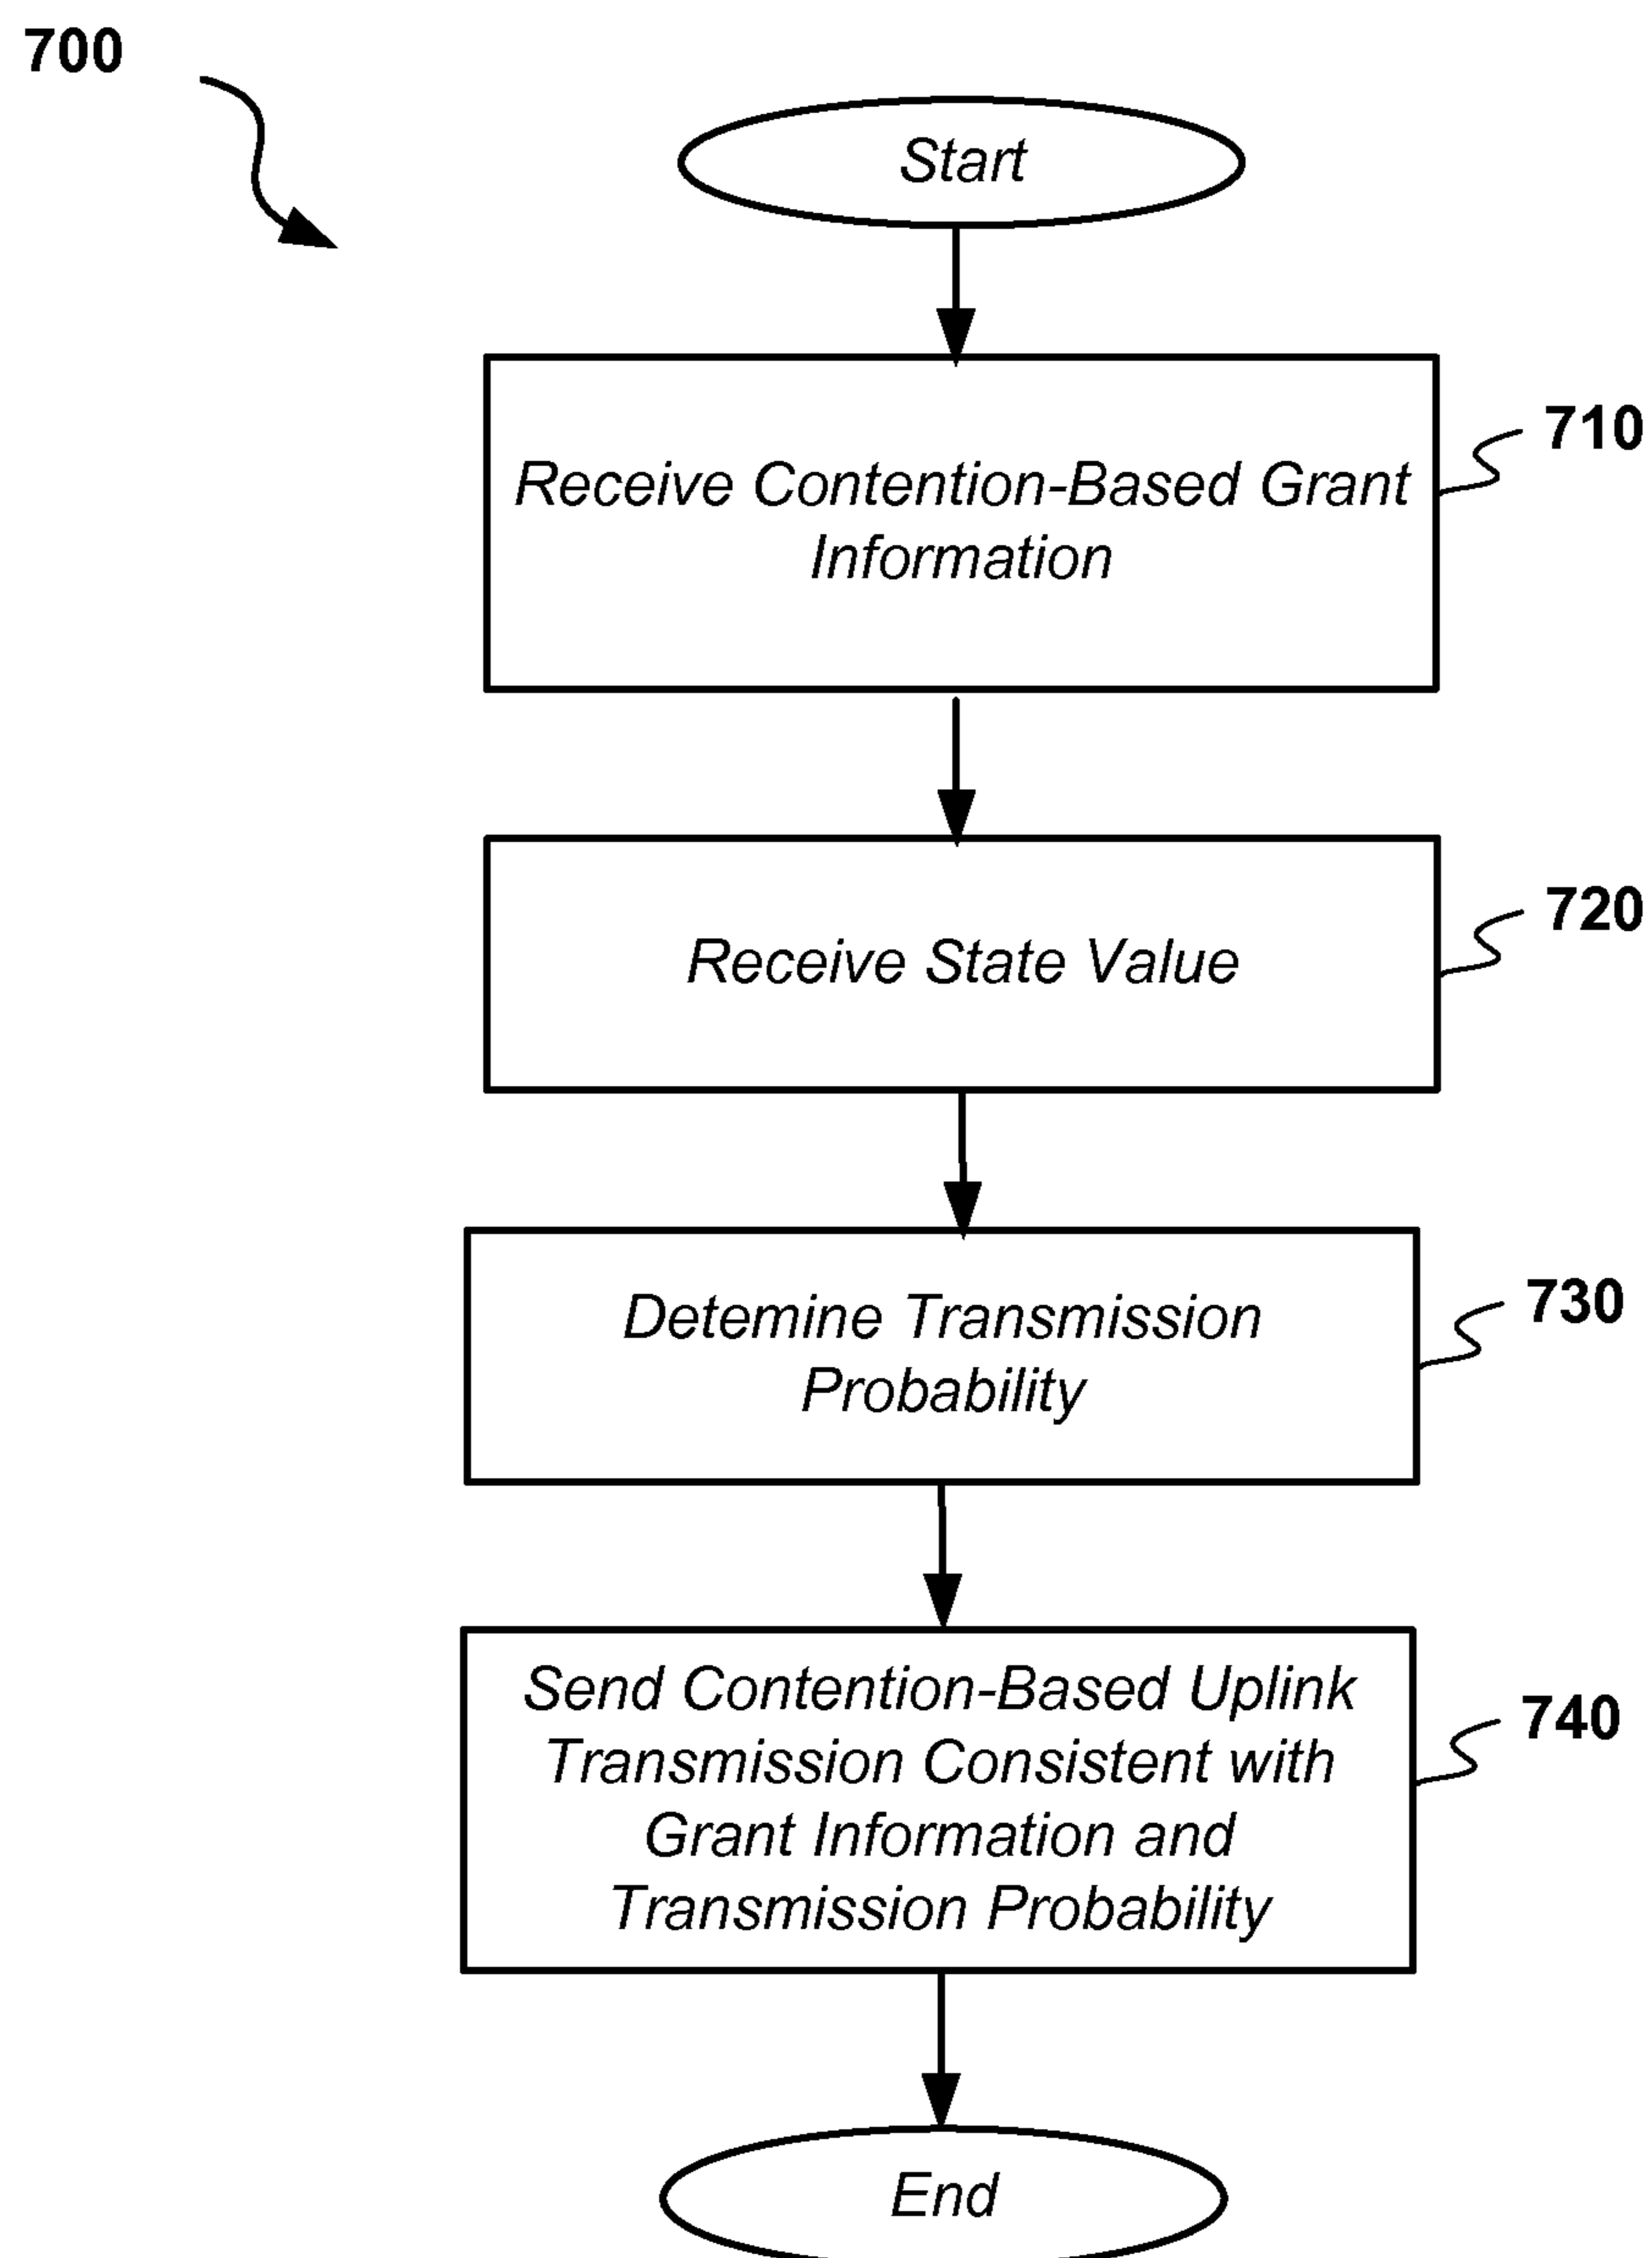 700
Start
Receive Contention-Based Grant
Information
710
Receive State Value
720
Detemine Transmission
Probability
730
Send Contention-Based Uplink
Transmission Consistent with
Grant Information and
Transmission Probability
740
End